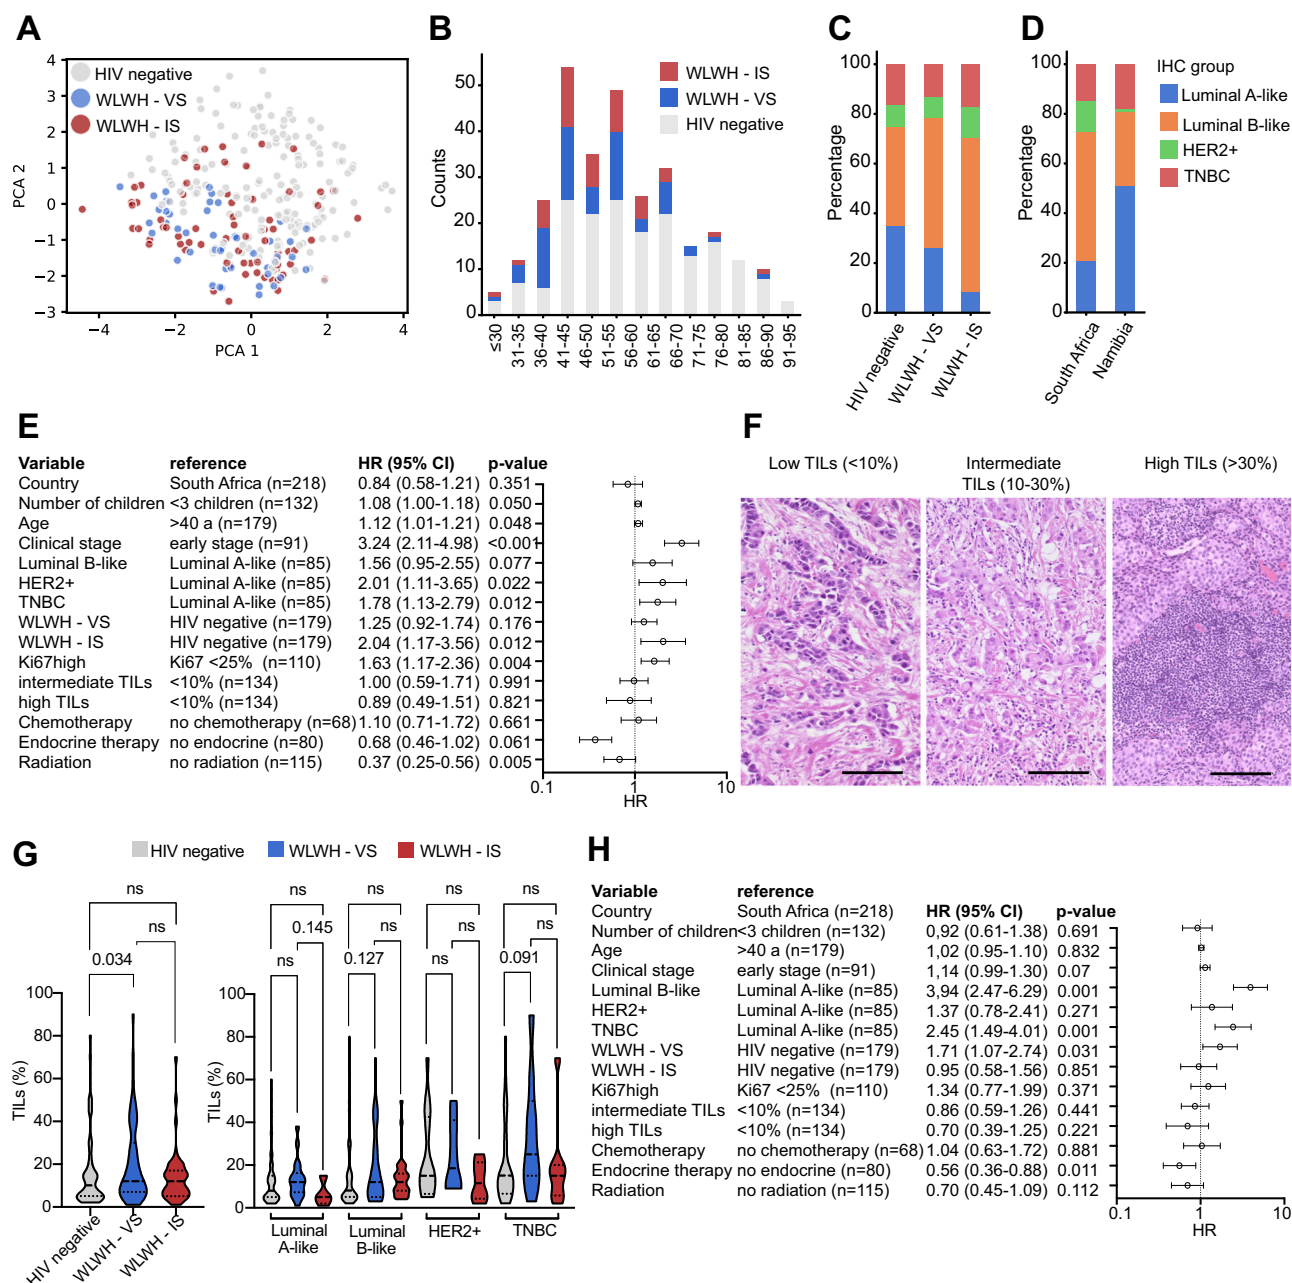 A
4
3
2
1
0
−1
−2
−3
PCA 2
HIV negative
WLWH - VS
WLWH - IS
−4
−2
0
2
4
PCA 1
B
50
40
30
20
10
0
Counts
WLWH - IS
WLWH - VS
HIV negative
≤30
31-35
36-40
41-45
46-50
51-55
56-60
61-65
66-70
71-75
76-80
81-85
86-90
91-95
C
100
80
60
40
20
0
Percentage
HIV negative
WLWH - VS
WLWH - IS
D
100
80
60
40
20
0
Percentage
South Africa
Namibia
IHC group
Luminal A-like
Luminal B-like
HER2+
TNBC
E
Variable reference HR (95% CI) p-value
Country South Africa (n=218) 0.84 (0.58-1.21) 0.351
Number of children <3 children (n=132) 1.08 (1.00-1.18) 0.050
Age >40 a (n=179) 1.12 (1.01-1.21) 0.048
Clinical stage early stage (n=91) 3.24 (2.11-4.98) <0.001
Luminal B-like Luminal A-like (n=85) 1.56 (0.95-2.55) 0.077
HER2+ Luminal A-like (n=85) 2.01 (1.11-3.65) 0.022
TNBC Luminal A-like (n=85) 1.78 (1.13-2.79) 0.012
WLWH - VS HIV negative (n=179) 1.25 (0.92-1.74) 0.176
WLWH - IS HIV negative (n=179) 2.04 (1.17-3.56) 0.012
Ki67high Ki67 <25% (n=110) 1.63 (1.17-2.36) 0.004
intermediate TILs <10% (n=134) 1.00 (0.59-1.71) 0.991
high TILs <10% (n=134) 0.89 (0.49-1.51) 0.821
Chemotherapy no chemotherapy (n=68) 1.10 (0.71-1.72) 0.661
Endocrine therapy no endocrine (n=80) 0.68 (0.46-1.02) 0.061
Radiation no radiation (n=115) 0.37 (0.25-0.56) 0.005
0.1 1 10
HR
F
Low TILs (<10%)
Intermediate
TILs (10-30%)
High TILs (>30%)
G
HIV negative
WLWH - VS
WLWH - IS
ns
ns
0.034
100
80
60
40
20
0
TILs (%)
HIV negative
WLWH - VS
WLWH - IS
ns ns ns ns
0.145 ns ns ns
ns 0.127 ns 0.091
100
80
60
40
20
0
TILs (%)
Luminal
A-like
Luminal
B-like
HER2+
TNBC
H
Variable reference
Country South Africa (n=218) HR (95% CI) p-value
Number of children <3 children (n=132) 0,92 (0.61-1.38) 0.691
Age >40 a (n=179) 1,02 (0.95-1.10) 0.832
Clinical stage early stage (n=91) 1,14 (0.99-1.30) 0.07
Luminal B-like Luminal A-like (n=85) 3,94 (2.47-6.29) 0.001
HER2+ Luminal A-like (n=85) 1.37 (0.78-2.41) 0.271
TNBC Luminal A-like (n=85) 2.45 (1.49-4.01) 0.001
WLWH - VS HIV negative (n=179) 1.71 (1.07-2.74) 0.031
WLWH - IS HIV negative (n=179) 0.95 (0.58-1.56) 0.851
Ki67high Ki67 <25% (n=110) 1.34 (0.77-1.99) 0.371
intermediate TILs <10% (n=134) 0.86 (0.59-1.26) 0.441
high TILs <10% (n=134) 0.70 (0.39-1.25) 0.221
Chemotherapy no chemotherapy (n=68) 1.04 (0.63-1.72) 0.881
Endocrine therapy no endocrine (n=80) 0.56 (0.36-0.88) 0.011
Radiation no radiation (n=115) 0.70 (0.45-1.09) 0.112
0.1 1 10
HR